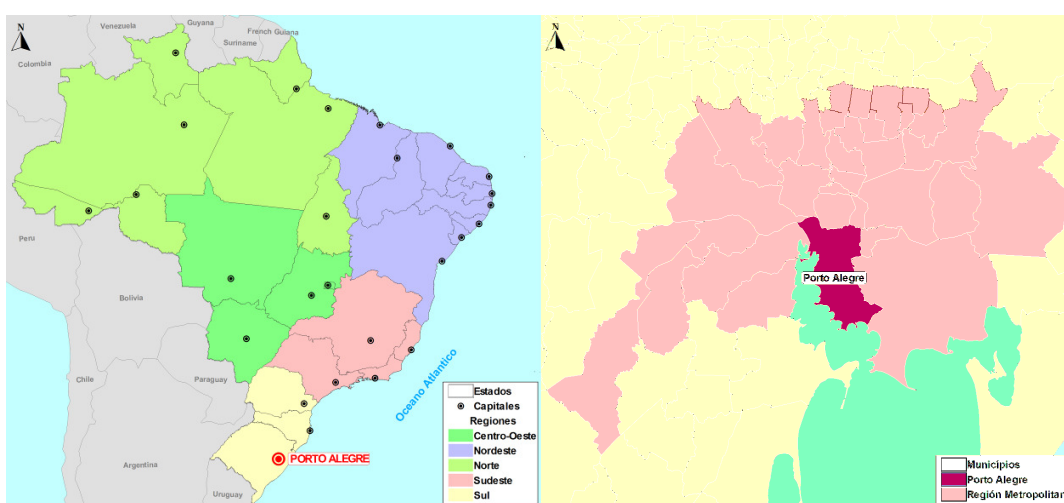 N
Venezuela
Guyana
Suriname
French Guiana
Colombia
Peru
Bolivia
Chile
Paraguay
Argentina
Uruguay
Oceano Atlantico
PORTO ALEGRE
Estados
Capitales
Regiones
Centro-Oeste
Nordeste
Norte
Sudeste
Sul
N
Porto Alegre
Municipios
Porto Alegre
Región Metropolitan